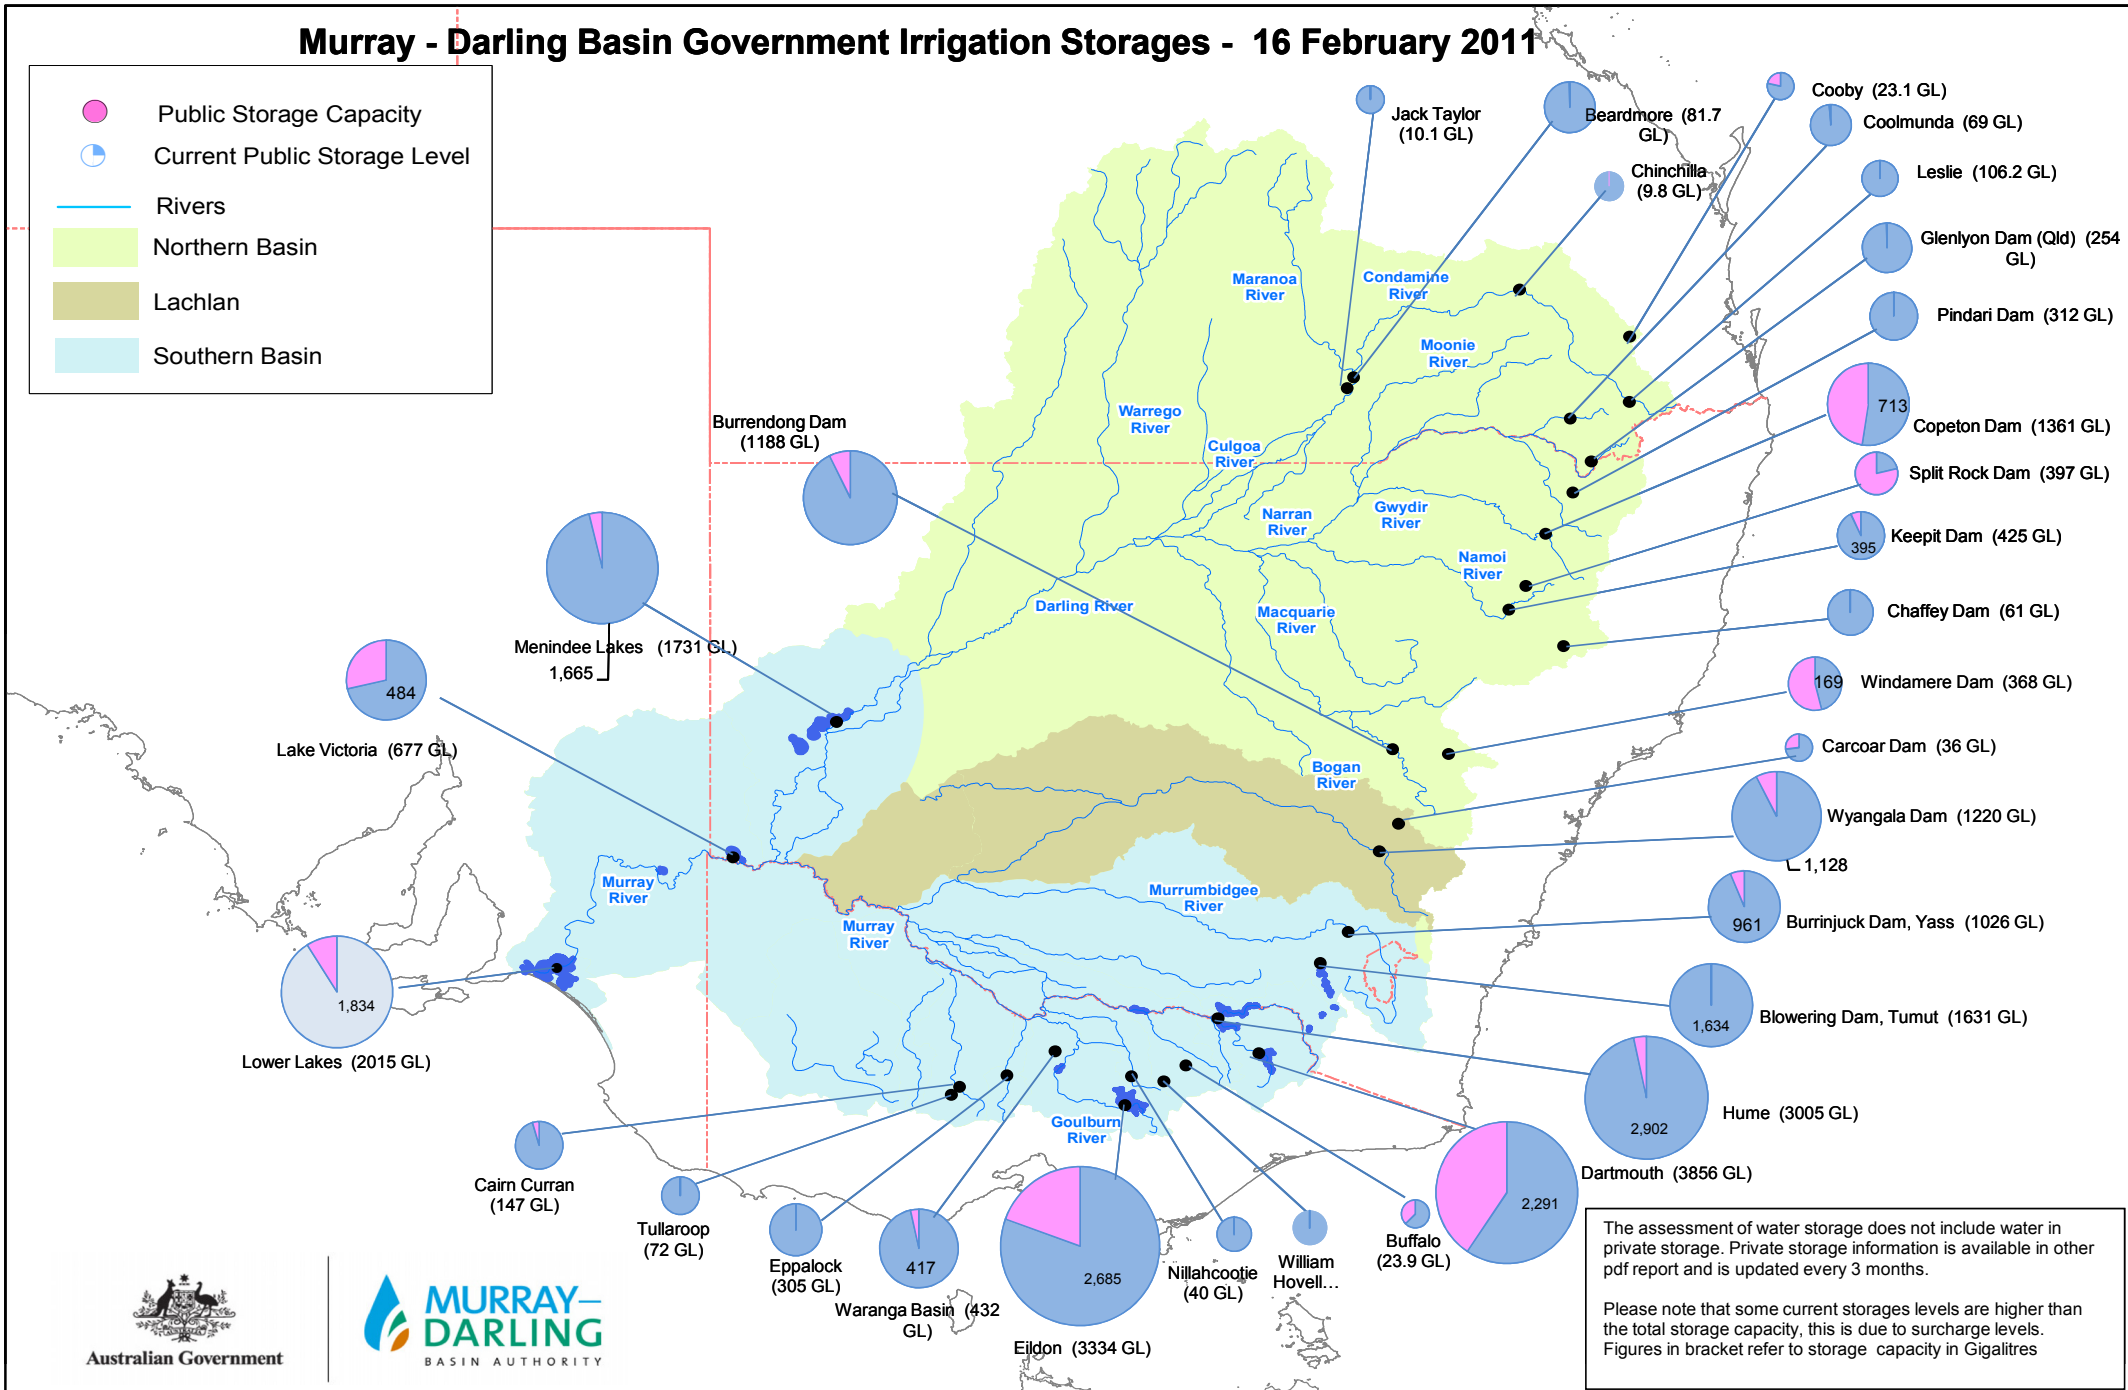 Murray - Darling Basin Government Irrigation Storages - 16 February 2011
Public Storage Capacity
Current Public Storage Level
Rivers
Northern Basin
Lachlan
Southern Basin
Jack Taylor
(10.1 GL)
Beardmore (81.7
GL)
Chinchilla
(9.8 GL)
Cooby (23.1 GL)
Coolmunda (69 GL)
Leslie (106.2 GL)
Glenlyon Dam (Qld) (254
GL)
Pindari Dam (312 GL)
713
Copeton Dam (1361 GL)
Split Rock Dam (397 GL)
395
Keepit Dam (425 GL)
Chaffey Dam (61 GL)
169
Windamere Dam (368 GL)
Carcoar Dam (36 GL)
Wyangala Dam (1220 GL)
1,128
961
Burrinjuck Dam, Yass (1026 GL)
1,634
Blowering Dam, Tumut (1631 GL)
2,902
Hume (3005 GL)
2,291
Dartmouth (3856 GL)
Burrendong Dam
(1188 GL)
Menindee Lakes (1731 GL)
1,665
484
Lake Victoria (677 GL)
1,834
Lower Lakes (2015 GL)
Maranoa
River
Condamine
River
Moonie
River
Warrego
River
Culgoa
River
Narran
River
Gwydir
River
Namoi
River
Darling River
Macquarie
River
Bogan
River
Murray
River
Murray
River
Murrumbidgee
River
Goulburn
River
Cairn Curran
(147 GL)
Tullaroop
(72 GL)
Eppalock
(305 GL)
417
Waranga Basin (432
GL)
2,685
Eildon (3334 GL)
Nillahcootie
(40 GL)
William
Hovell...
Buffalo
(23.9 GL)
The assessment of water storage does not include water in
private storage. Private storage information is available in other
pdf report and is updated every 3 months.
Please note that some current storages levels are higher than
the total storage capacity, this is due to surcharge levels.
Figures in bracket refer to storage capacity in Gigalitres
Australian Government
MURRAY–
DARLING
BASIN AUTHORITY